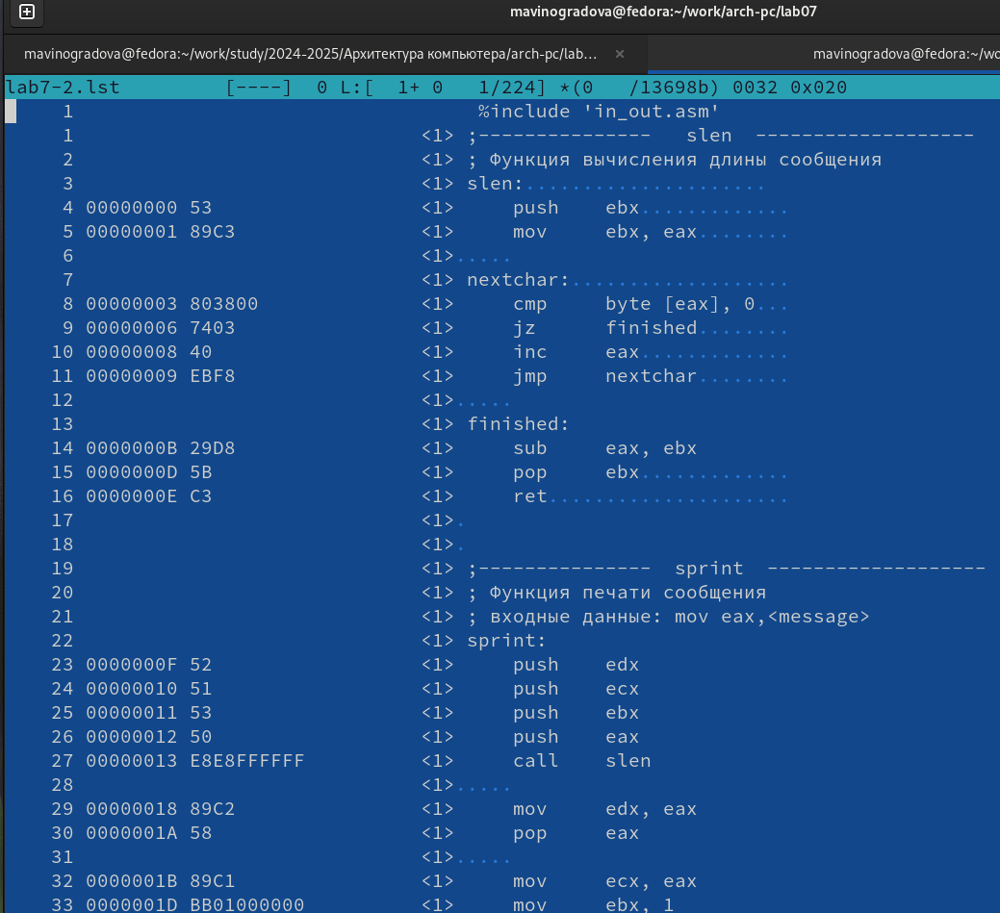 mavinogradova@fedora:~/work/arch-pc/lab07
mavinogradova@fedora:~/work/study/2024-2025/Архитектура компьютера/arch-pc/lab... × mavinogradova@fedora:~/wo
lab7-2.lst [----] 0 L:[ 1+ 0 1/224] *(0 /13698b) 0032 0x020
1 %include 'in_out.asm'
1 <1> ;--------------- slen -------------------
2 <1> ; Функция вычисления длины сообщения
3 <1> slen:.....................
4 00000000 53 <1> push ebx.............
5 00000001 89C3 <1> mov ebx, eax........
6 <1>.....
7 <1> nextchar:...................
8 00000003 803800 <1> cmp byte [eax], 0...
9 00000006 7403 <1> jz finished........
10 00000008 40 <1> inc eax.............
11 00000009 EBF8 <1> jmp nextchar........
12 <1>.....
13 <1> finished:
14 0000000B 29D8 <1> sub eax, ebx
15 0000000D 5B <1> pop ebx.............
16 0000000E C3 <1> ret.....................
17 <1>.
18 <1>.
19 <1> ;--------------- sprint -------------------
20 <1> ; Функция печати сообщения
21 <1> ; входные данные: mov eax,<message>
22 <1> sprint:
23 0000000F 52 <1> push edx
24 00000010 51 <1> push ecx
25 00000011 53 <1> push ebx
26 00000012 50 <1> push eax
27 00000013 E8E8FFFFFF <1> call slen
28 <1>.....
29 00000018 89C2 <1> mov edx, eax
30 0000001A 58 <1> pop eax
31 <1>.....
32 0000001B 89C1 <1> mov ecx, eax
33 0000001D BB01000000 <1> mov ebx, 1